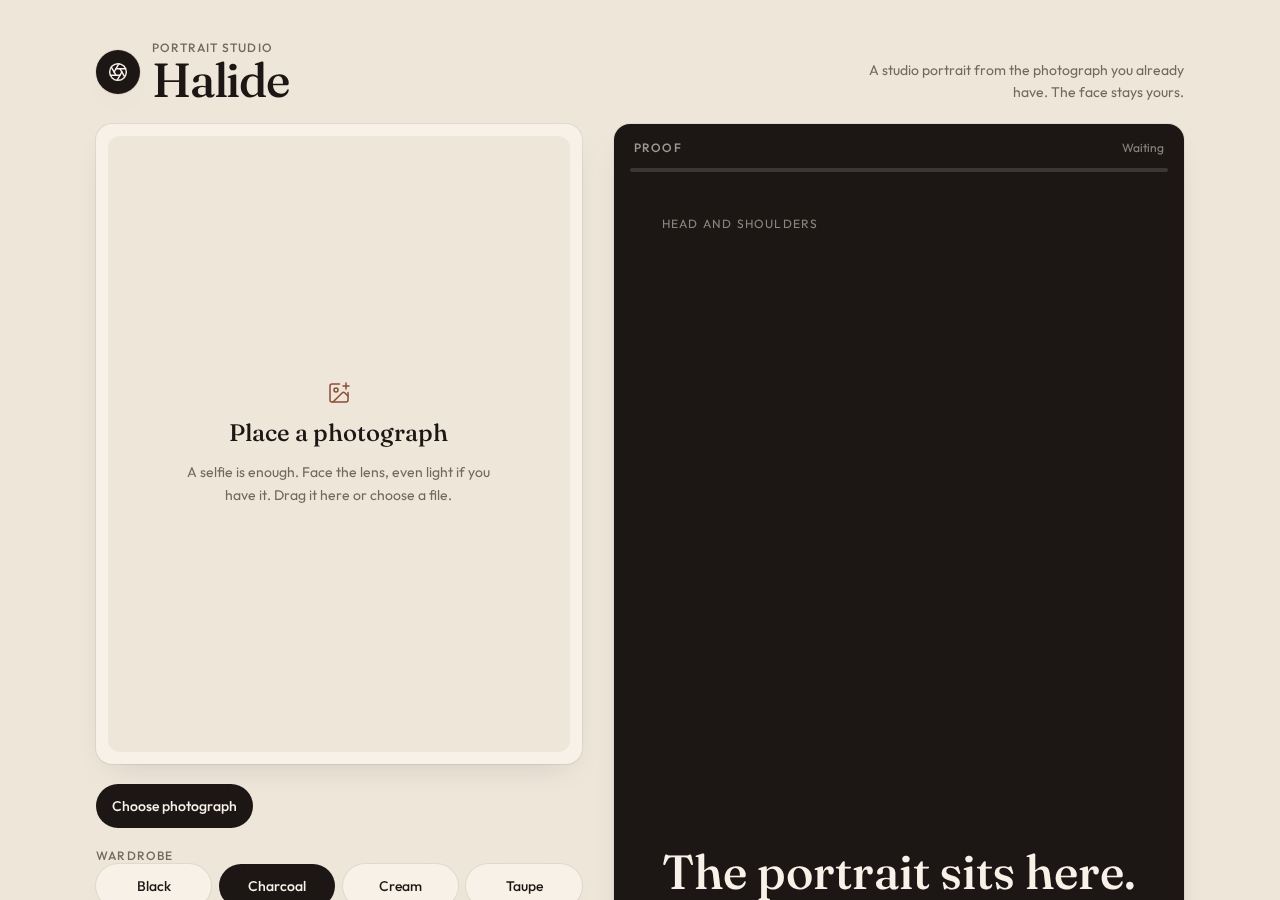 PORTRAIT STUDIO
Halide
A studio portrait from the photograph you already
have. The face stays yours.
Place a photograph
A selfie is enough. Face the lens, even light if you
have it. Drag it here or choose a file.
Choose photograph
WARDROBE
Black
Charcoal
Cream
Taupe
PROOF
Waiting
HEAD AND SHOULDERS
The portrait sits here.